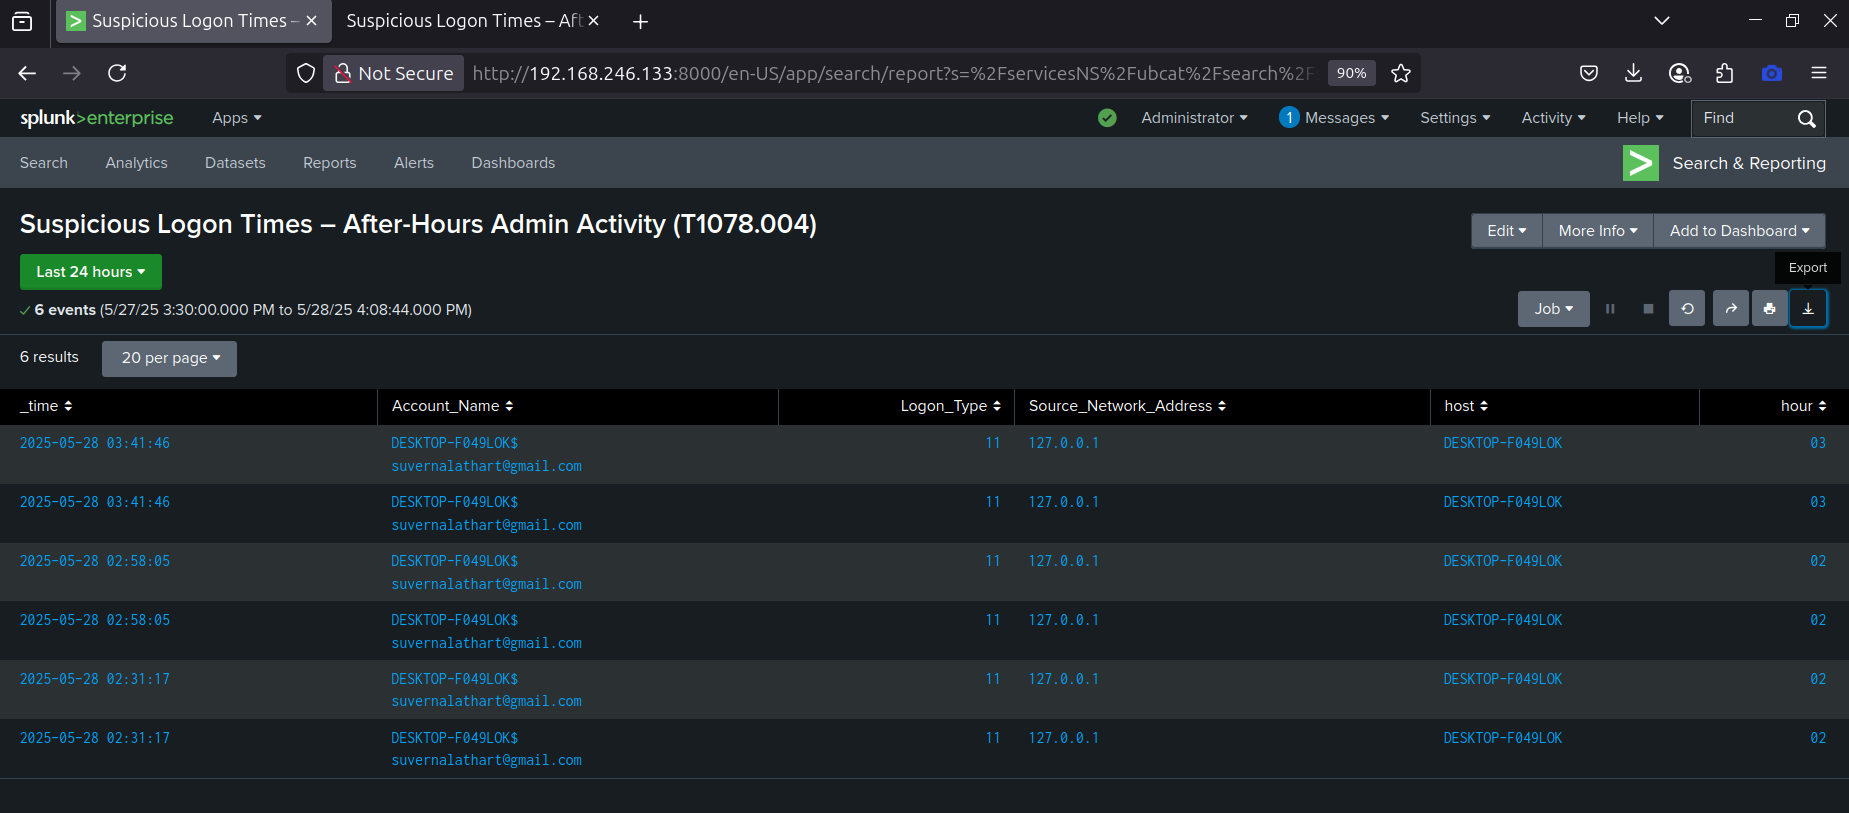 Suspicious Logon Times –
Suspicious Logon Times – Aft
Not Secure
http://192.168.246.133:8000/en-US/app/search/report?s=%2FservicesNS%2Fubcat%2Fsearch%2F
90%
splunk>enterprise
Apps
Administrator
1
Messages
Settings
Activity
Help
Find
Search
Analytics
Datasets
Reports
Alerts
Dashboards
Search & Reporting
Suspicious Logon Times – After-Hours Admin Activity (T1078.004)
Edit
More Info
Add to Dashboard
Last 24 hours
Export
6 events (5/27/25 3:30:00.000 PM to 5/28/25 4:08:44.000 PM)
Job
6 results
20 per page
_time Account_Name Logon_Type Source_Network_Address host hour
2025-05-28 03:41:46 DESKTOP-F049LOK$ 11 127.0.0.1 DESKTOP-F049LOK 03
suvernalathart@gmail.com
2025-05-28 03:41:46 DESKTOP-F049LOK$ 11 127.0.0.1 DESKTOP-F049LOK 03
suvernalathart@gmail.com
2025-05-28 02:58:05 DESKTOP-F049LOK$ 11 127.0.0.1 DESKTOP-F049LOK 02
suvernalathart@gmail.com
2025-05-28 02:58:05 DESKTOP-F049LOK$ 11 127.0.0.1 DESKTOP-F049LOK 02
suvernalathart@gmail.com
2025-05-28 02:31:17 DESKTOP-F049LOK$ 11 127.0.0.1 DESKTOP-F049LOK 02
suvernalathart@gmail.com
2025-05-28 02:31:17 DESKTOP-F049LOK$ 11 127.0.0.1 DESKTOP-F049LOK 02
suvernalathart@gmail.com